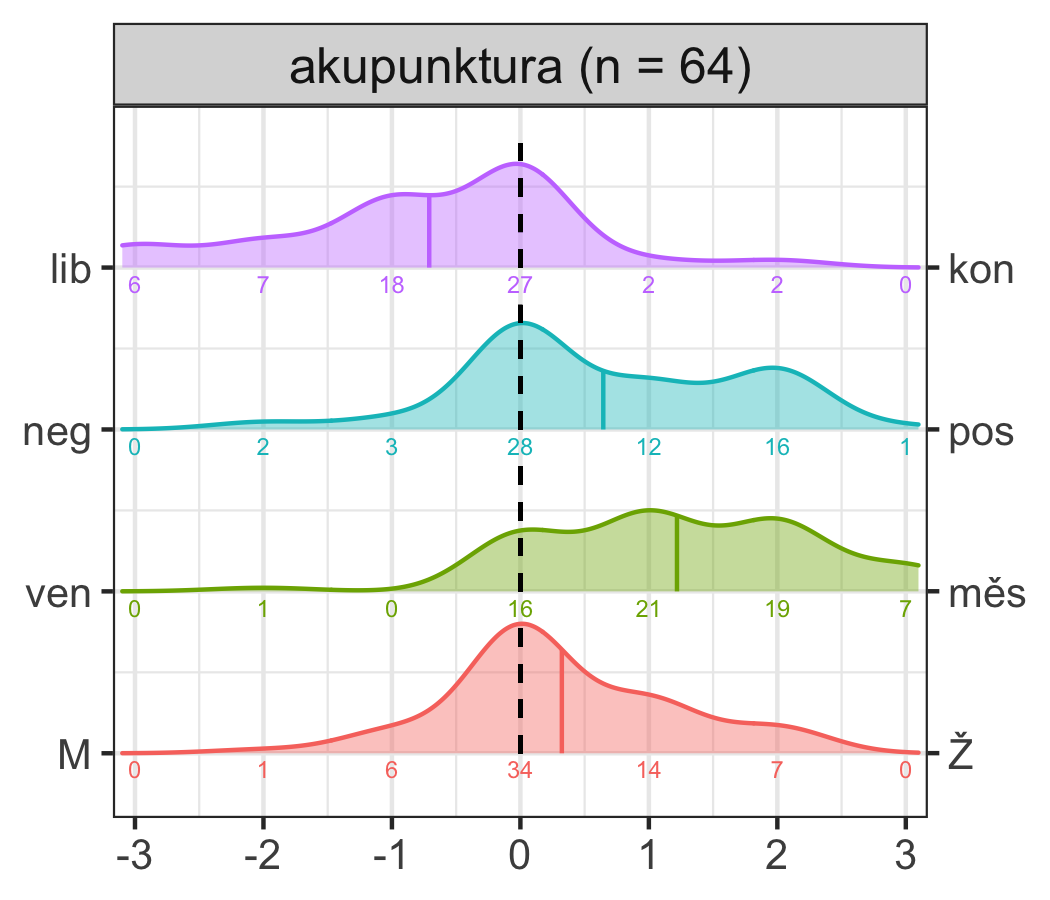 akupunktura (n = 64)
lib kon
6 7 18 27 2 2 0
neg pos
0 2 3 28 12 16 1
ven měs
0 1 0 16 21 19 7
M Ž
0 1 6 34 14 7 0
-3 -2 -1 0 1 2 3